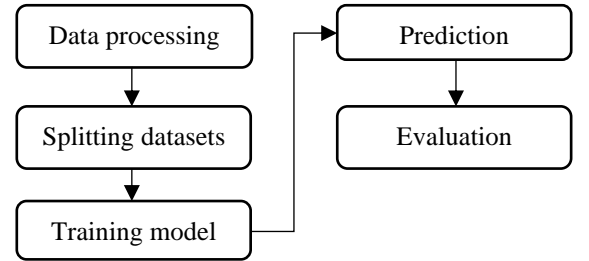 Data processing
Splitting datasets
Training model
Prediction
Evaluation